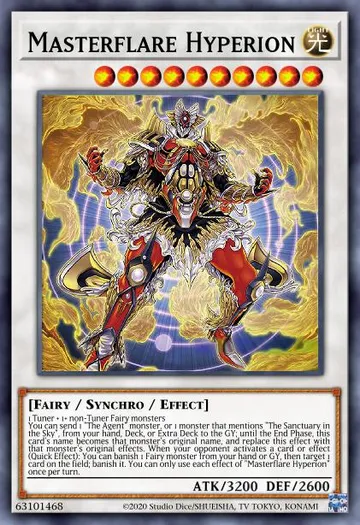 MASTERFLARE HYPERION
LIGHT
光
[FAIRY / SYNCHRO / EFFECT]
1 Tuner + 1+ non-Tuner Fairy monsters
You can send 1 "The Agent" monster, or 1 monster that mentions "The Sanctuary in
the Sky", from your hand, Deck, or Extra Deck to the GY; until the End Phase, this
card's name becomes that monster's original name, and replace this effect with
that monster's original effects. When your opponent activates a card or effect
(Quick Effect): You can banish 1 Fairy monster from your hand or GY, then target 1
card on the field; banish it. You can only use each effect of "Masterflare Hyperion"
once per turn.
ATK/3200 DEF/2600
63101468
©2020 Studio Dice/SHUEISHA, TV TOKYO, KONAMI